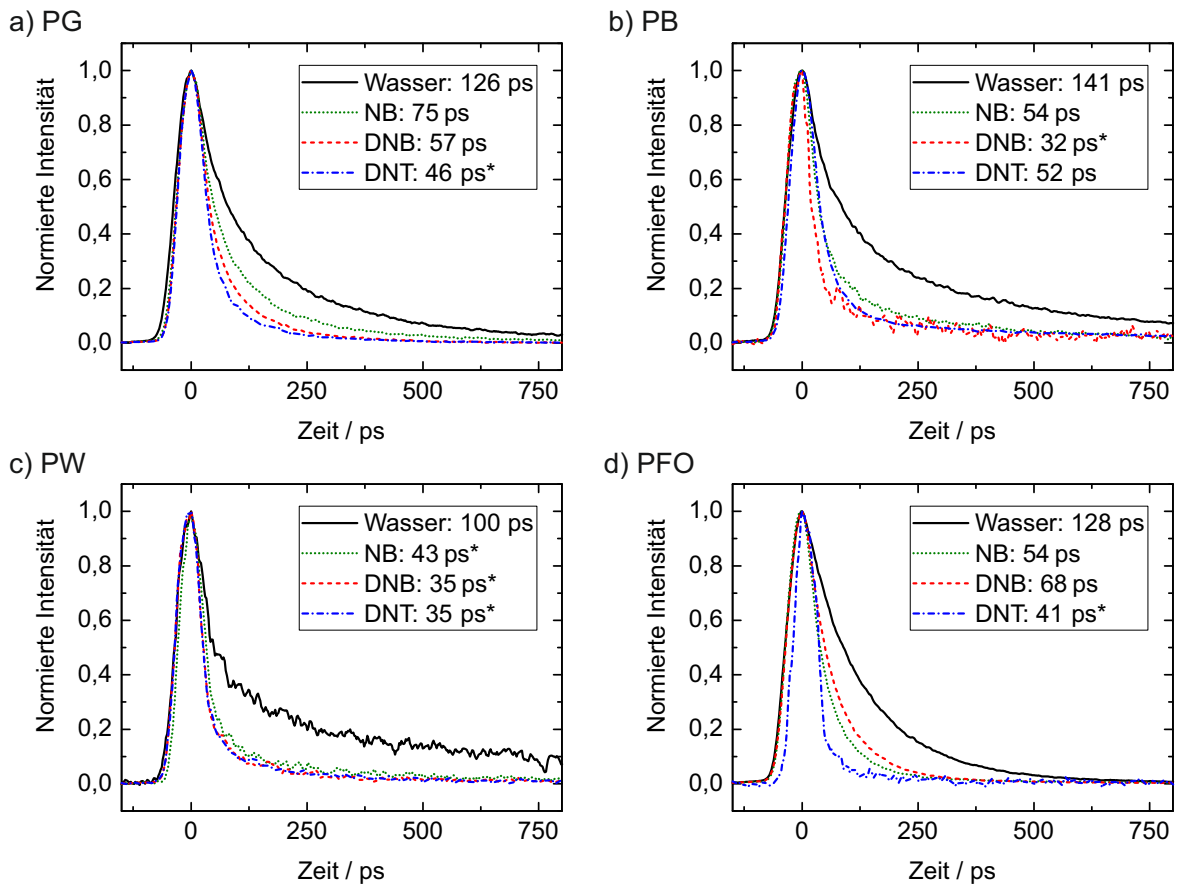 a) PG
Normierte Intensität
1,0
0,8
0,6
0,4
0,2
0,0
Wasser: 126 ps
NB: 75 ps
DNB: 57 ps
DNT: 46 ps*
0
250
500
750
Zeit / ps
b) PB
Normierte Intensität
1,0
0,8
0,6
0,4
0,2
0,0
Wasser: 141 ps
NB: 54 ps
DNB: 32 ps*
DNT: 52 ps
0
250
500
750
Zeit / ps
c) PW
Normierte Intensität
1,0
0,8
0,6
0,4
0,2
0,0
Wasser: 100 ps
NB: 43 ps*
DNB: 35 ps*
DNT: 35 ps*
0
250
500
750
Zeit / ps
d) PFO
Normierte Intensität
1,0
0,8
0,6
0,4
0,2
0,0
Wasser: 128 ps
NB: 54 ps
DNB: 68 ps
DNT: 41 ps*
0
250
500
750
Zeit / ps